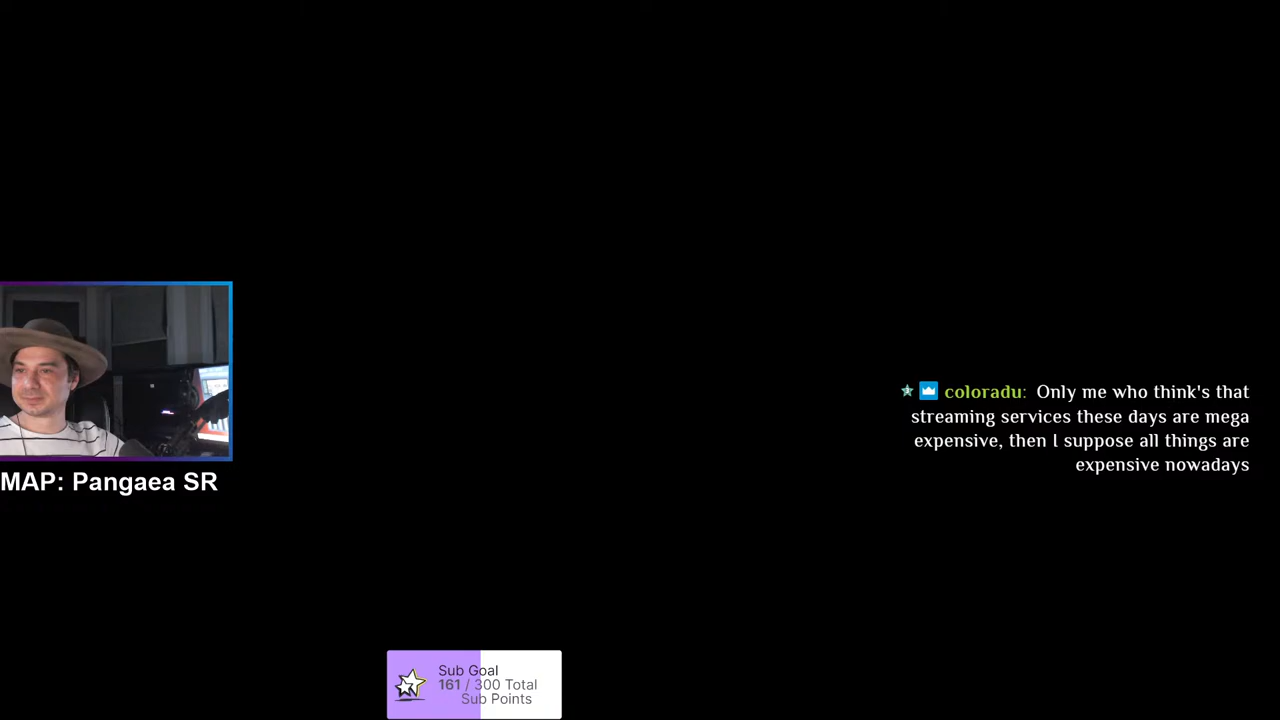 coloradu: Only me who think's that
streaming services these days are mega
expensive, then I suppose all things are
expensive nowadays
MAP: Pangaea SR
Sub Goal
161 / 300 Total
Sub Points